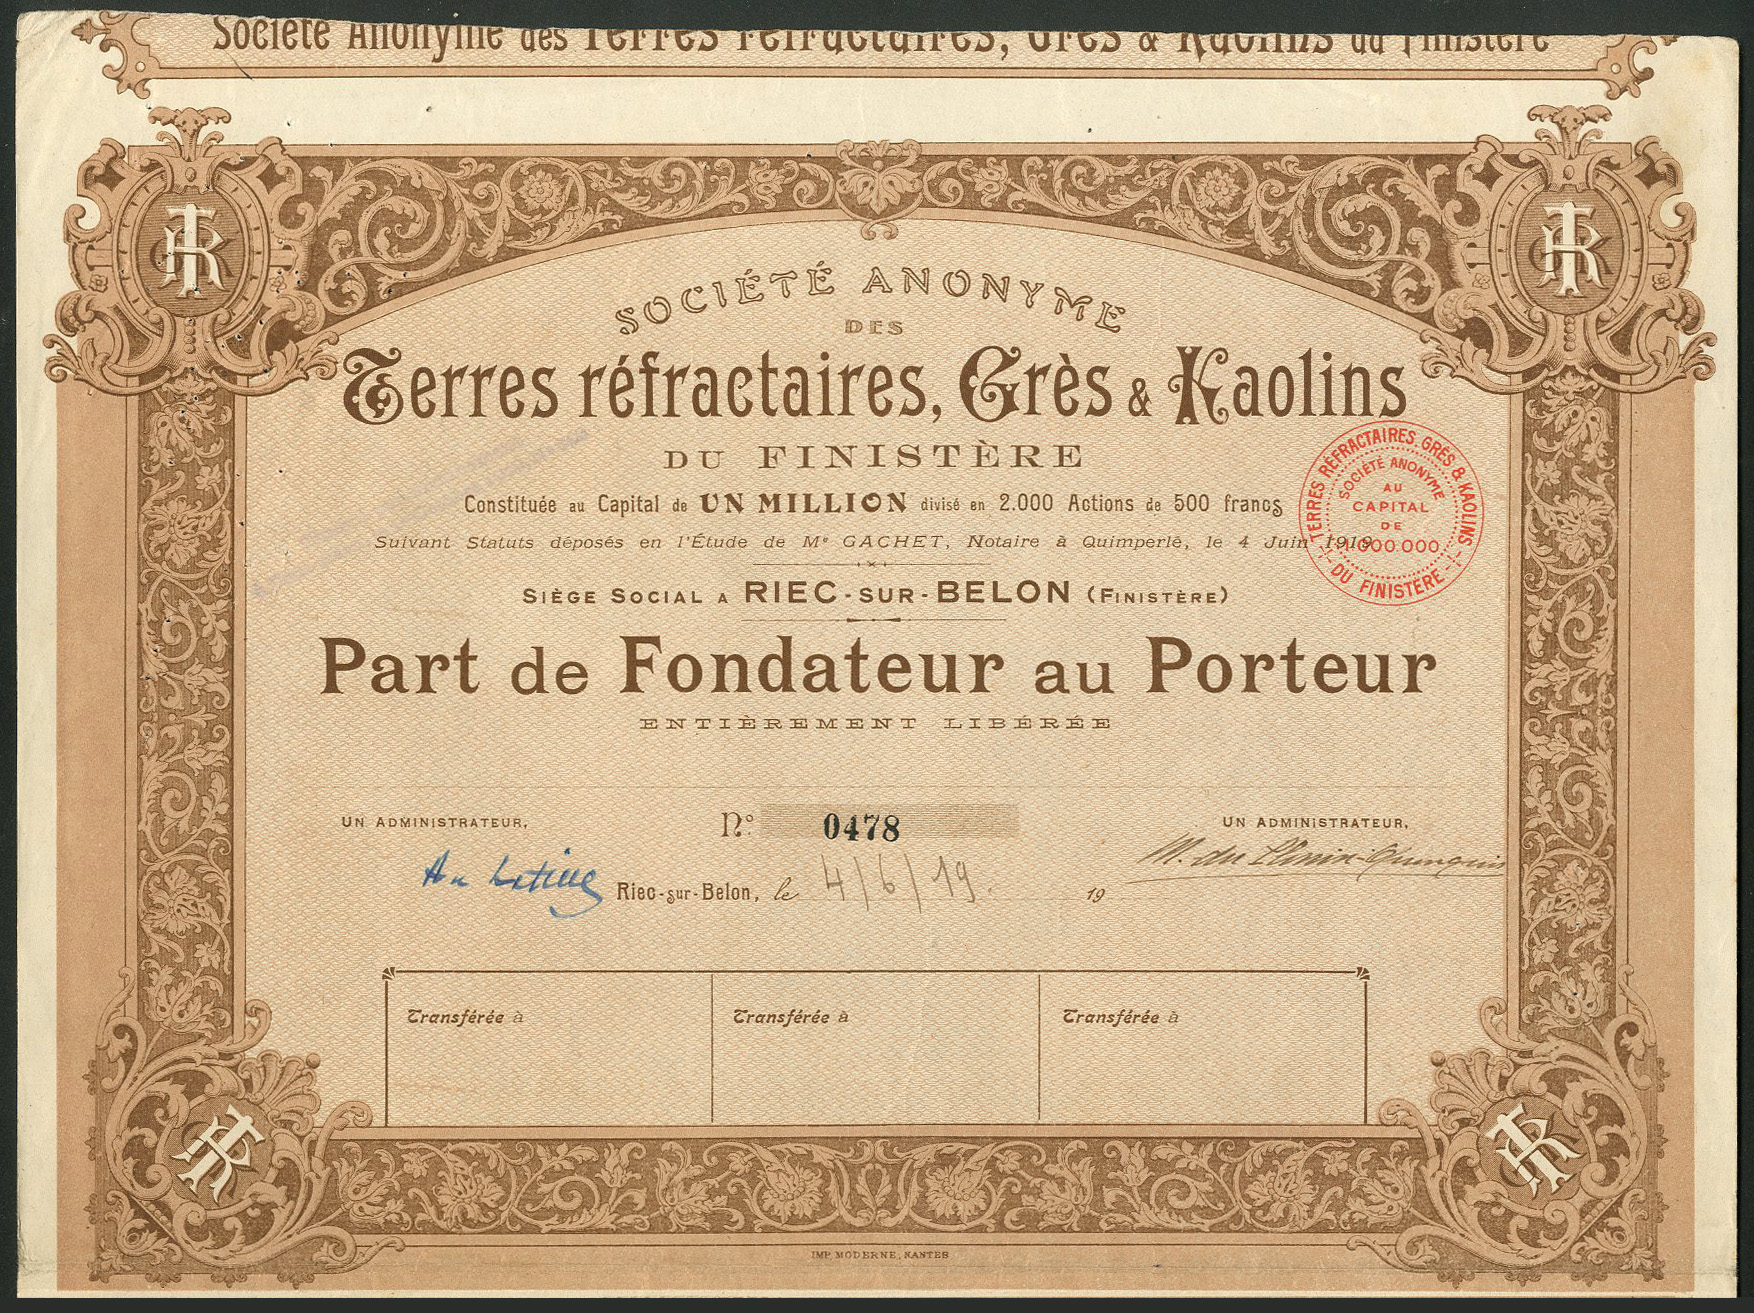 Société Anonyme des Terres réfractaires, Grès & Kaolins du Finistère
SOCIÉTÉ ANONYME
DES
Terres réfractaires, Grès & Kaolins
DU FINISTÈRE
Constituée au Capital de UN MILLION divisé en 2.000 Actions de 500 francs
Suivant Statuts déposés en l'Étude de Me GACHET, Notaire à Quimperlé, le 4 Juin 1919
SIÈGE SOCIAL A RIEC-SUR-BELON (FINISTÈRE)
TERRES RÉFRACTAIRES, GRÈS & KAOLINS
DU FINISTÈRE
SOCIÉTÉ ANONYME
AU
CAPITAL
DE
1.000.000
Part de Fondateur au Porteur
ENTIÈREMENT LIBÉRÉE
UN ADMINISTRATEUR,
No 0478
UN ADMINISTRATEUR,
Riec-sur-Belon, le 4/6/19. 19
Transférée à
Transférée à
Transférée à
IMP. MODERNE, NANTES